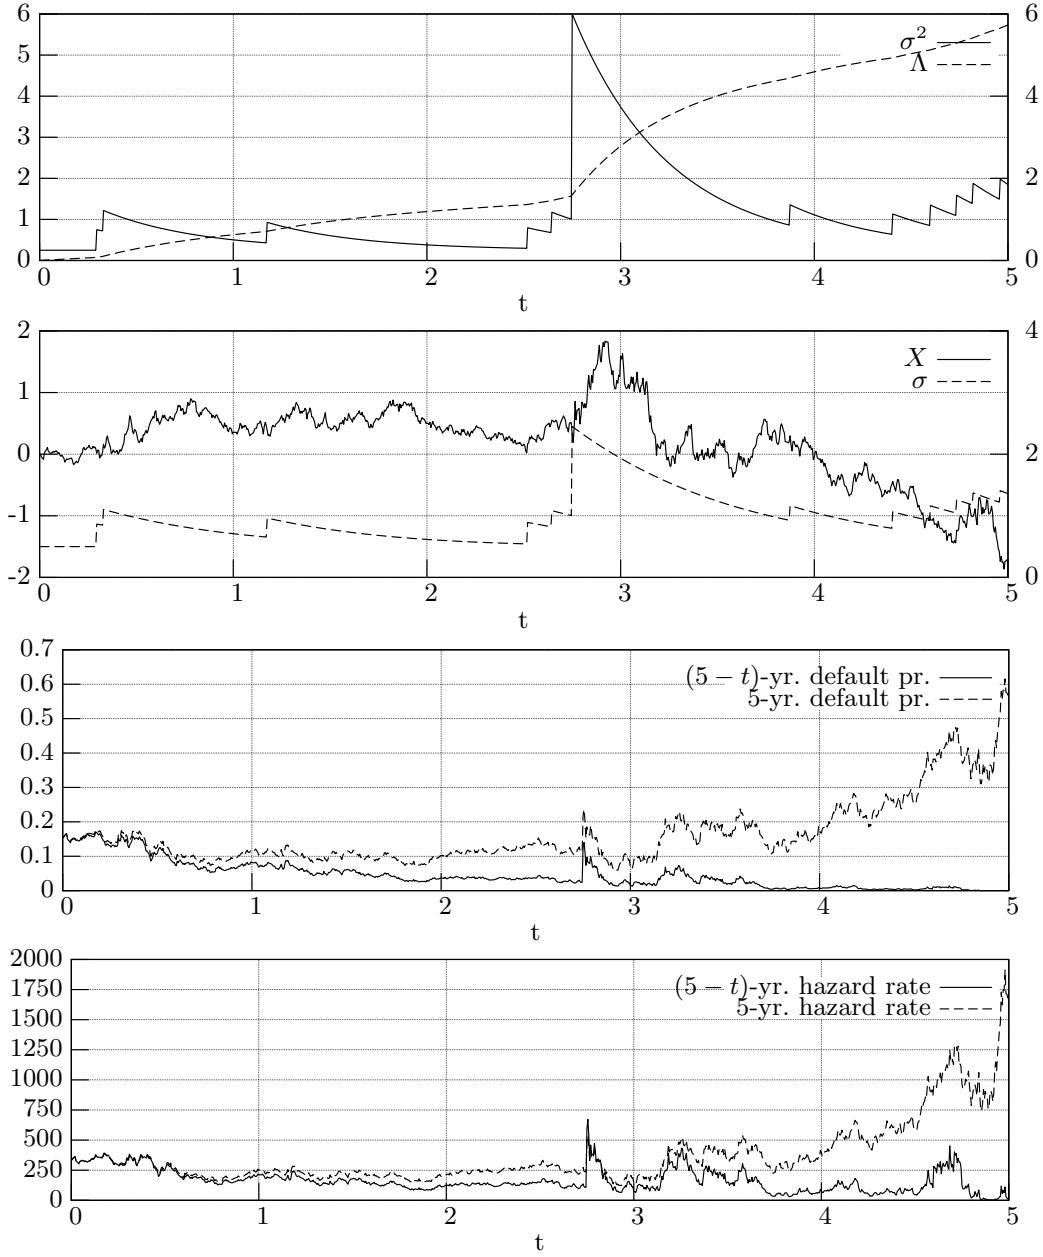 6 6
σ²
5
Λ
4 4
3
2 2
1
0 0
0 1 2 3 4 5
t
2 4
X
σ
1
0 2
-1
-2 0
0 1 2 3 4 5
t
0.7
(5 − t)-yr. default pr.
0.6
5-yr. default pr.
0.5
0.4
0.3
0.2
0.1
0
0 1 2 3 4 5
t
2000
(5 − t)-yr. hazard rate
1750
5-yr. hazard rate
1500
1250
1000
750
500
250
0
0 1 2 3 4 5
t